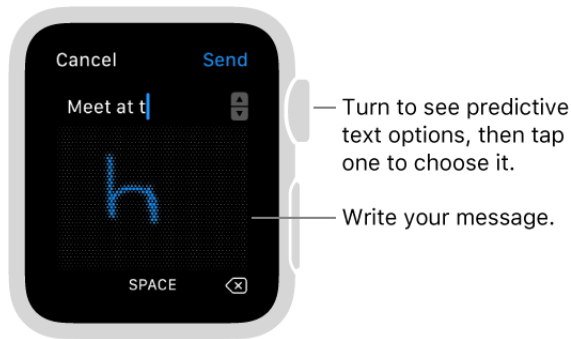 Cancel Send
Meet at t
h
SPACE
Turn to see predictive
text options, then tap
one to choose it.
Write your message.